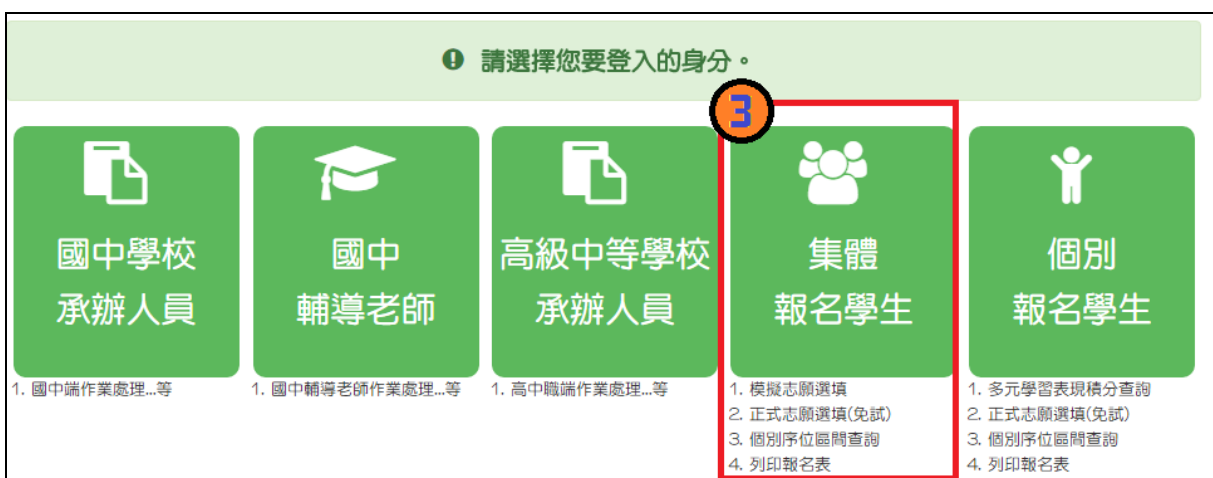 請選擇您要登入的身分。
3
國中學校
承辦人員
1. 國中端作業處理...等
國中
輔導老師
1. 國中輔導老師作業處理...等
高級中等學校
承辦人員
1. 高中職端作業處理...等
集體
報名學生
1. 模擬志願選填
2. 正式志願選填(免試)
3. 個別序位區間查詢
4. 列印報名表
個別
報名學生
1. 多元學習表現積分查詢
2. 正式志願選填(免試)
3. 個別序位區間查詢
4. 列印報名表